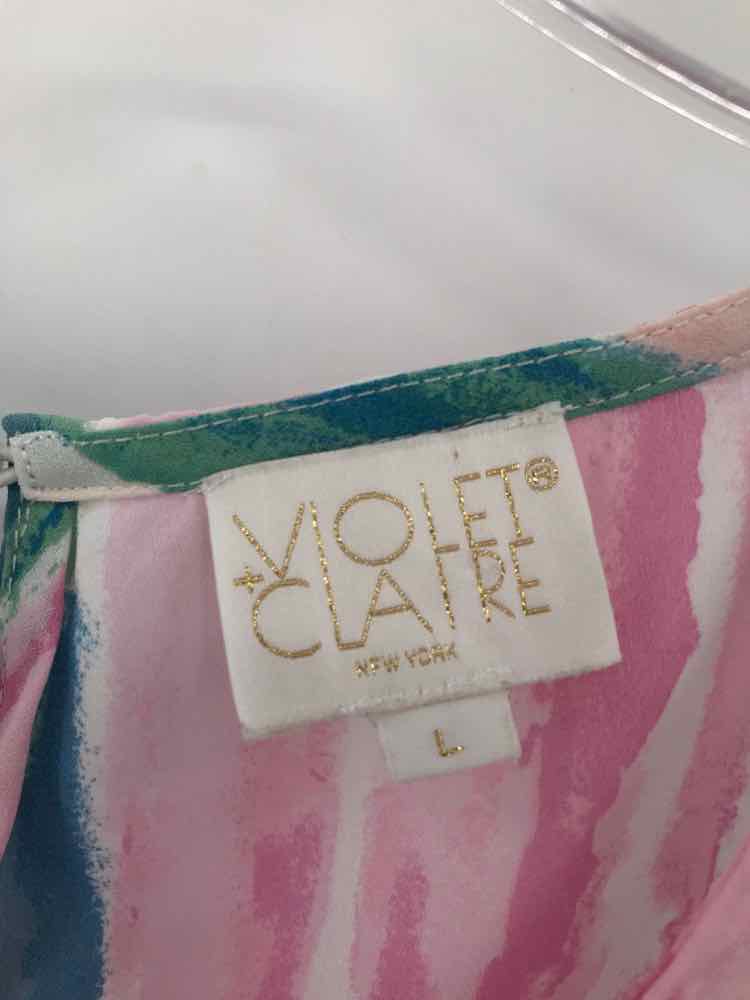 VIOLET®
+CLAIRE
NEW YORK
L